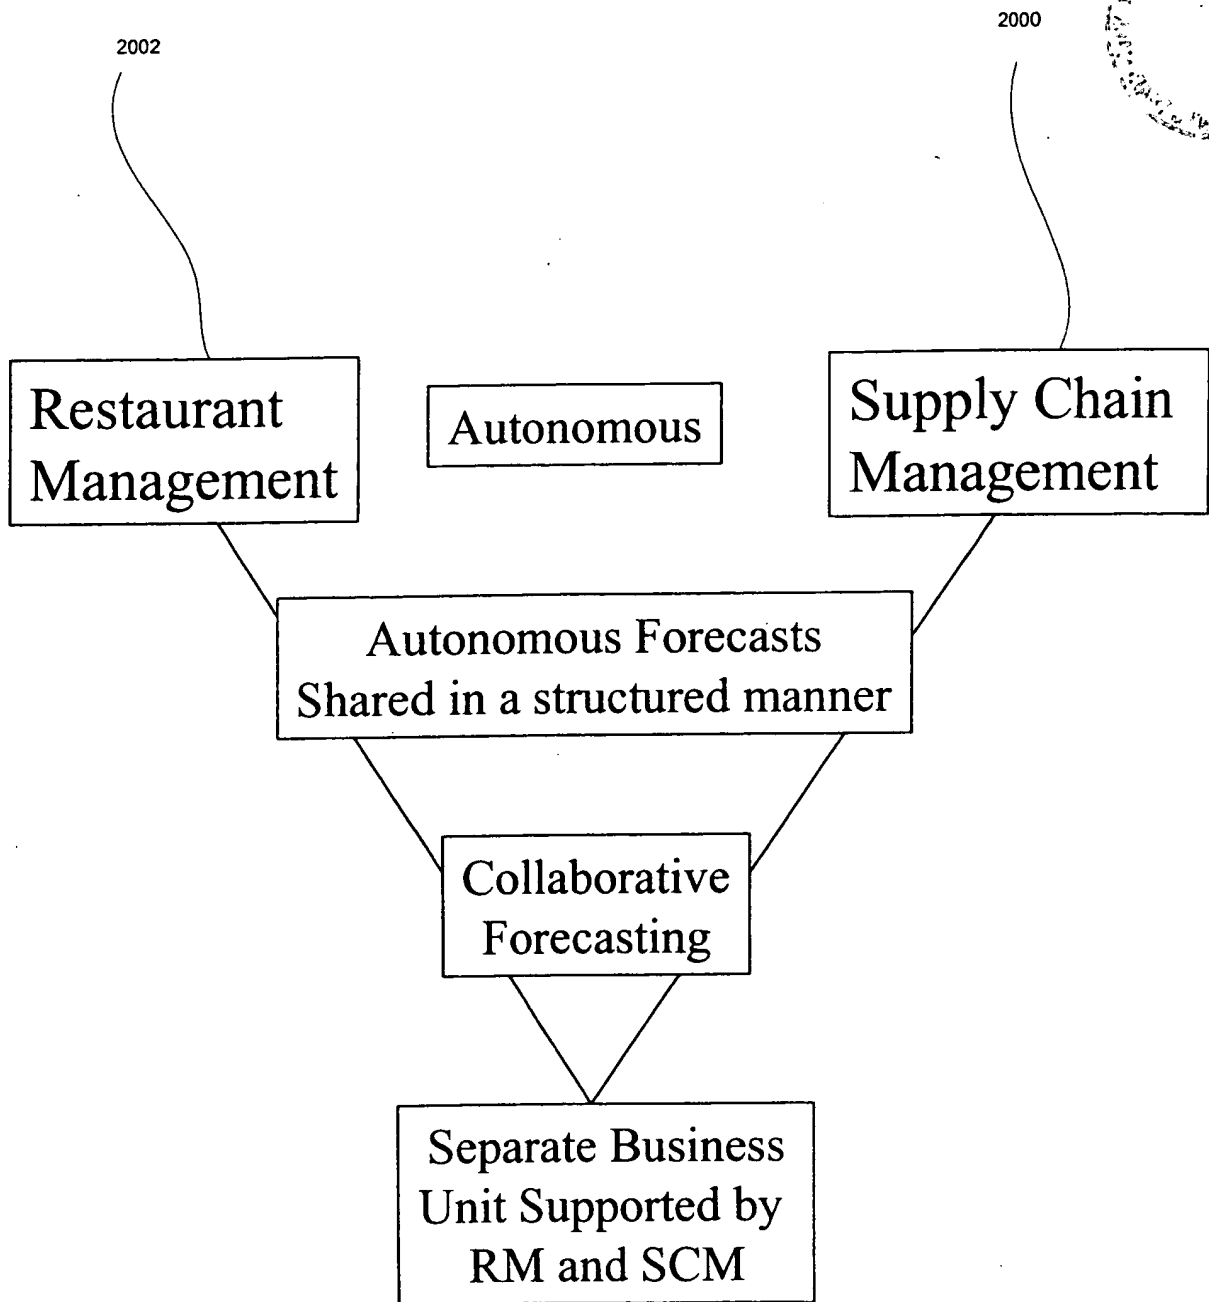 2002
2000
Restaurant
Management
Autonomous
Supply Chain
Management
Autonomous Forecasts
Shared in a structured manner
Collaborative
Forecasting
Separate Business
Unit Supported by
RM and SCM